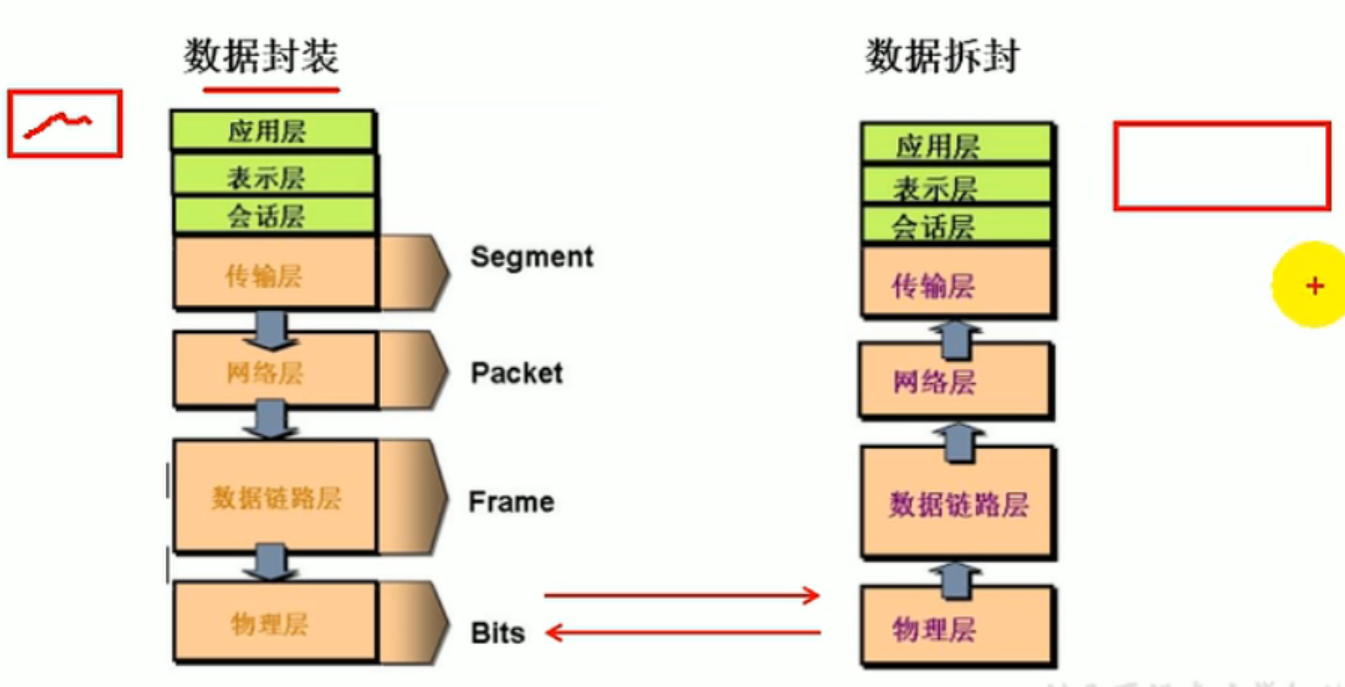 数据封装
应用层
表示层
会话层
传输层
Segment
网络层
Packet
数据链路层
Frame
物理层
Bits
数据拆封
应用层
表示层
会话层
传输层
网络层
数据链路层
物理层